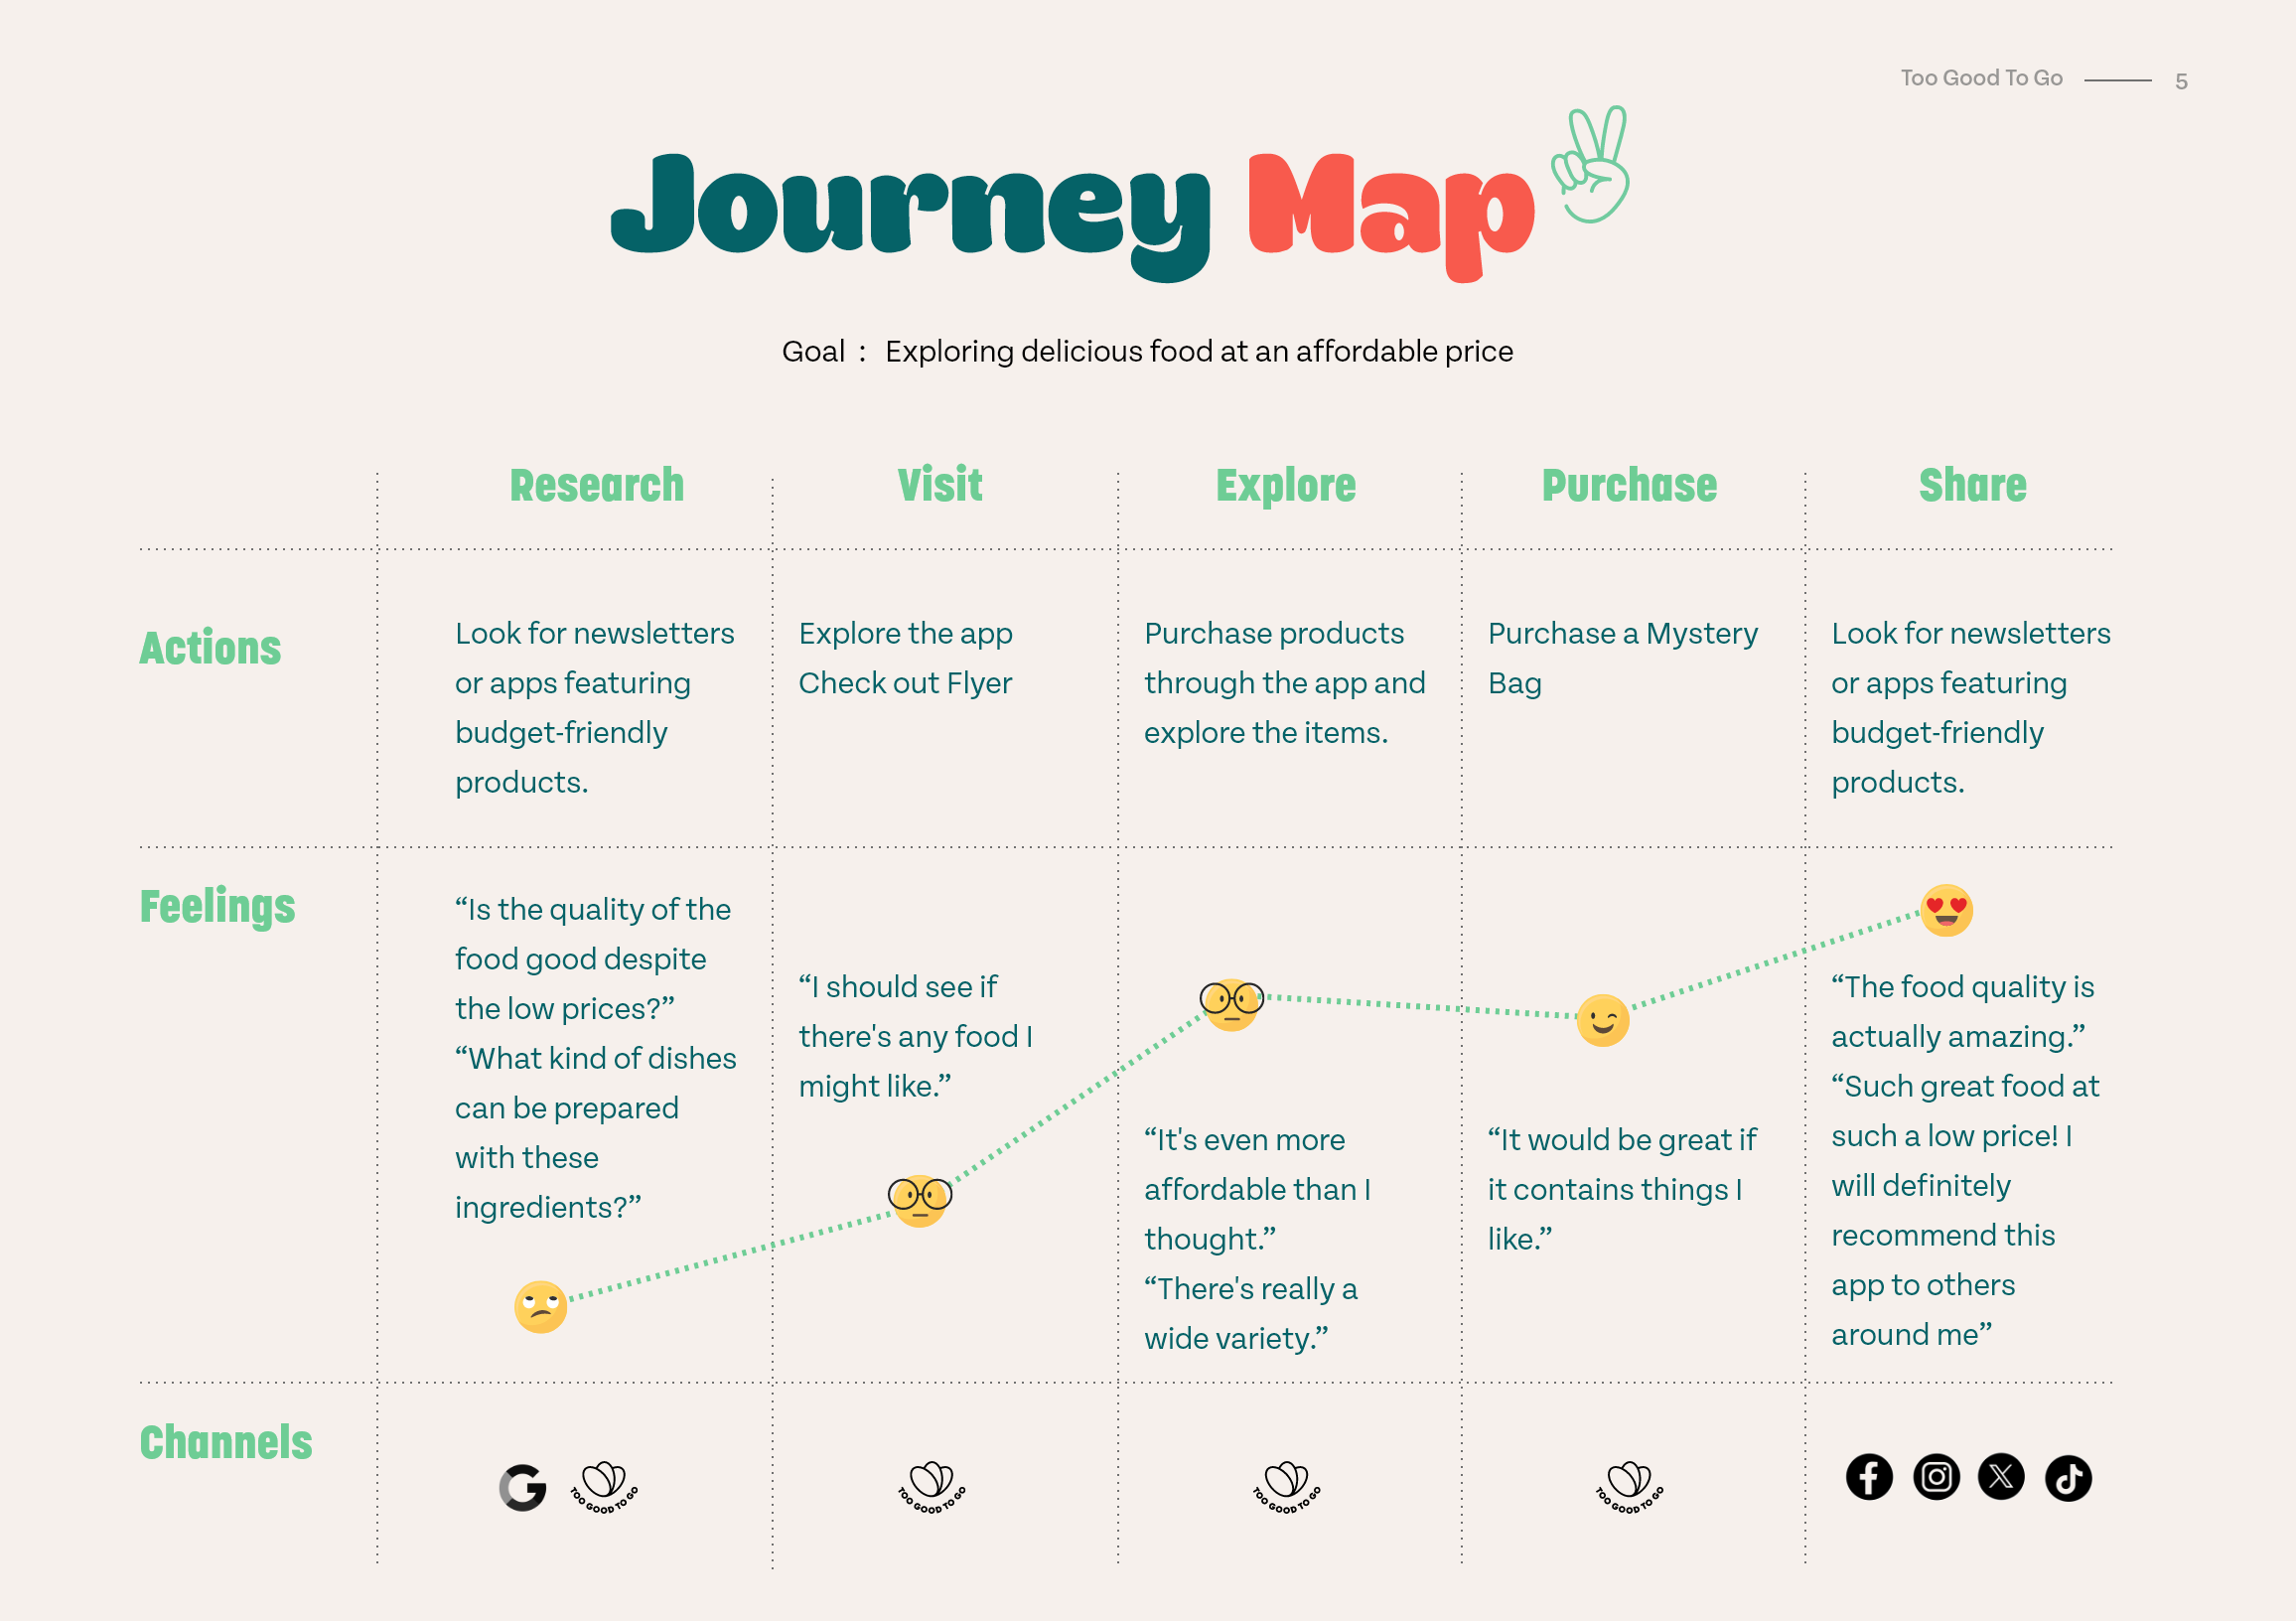 Too Good To Go
5
Journey Map
Goal : Exploring delicious food at an affordable price
Research
Visit
Explore
Purchase
Share
Actions
Look for newsletters
or apps featuring
budget-friendly
products.
Explore the app
Check out Flyer
Purchase products
through the app and
explore the items.
Purchase a Mystery
Bag
Look for newsletters
or apps featuring
budget-friendly
products.
Feelings
“Is the quality of the
food good despite
the low prices?”
“What kind of dishes
can be prepared
with these
ingredients?”
“I should see if
there's any food I
might like.”
“It's even more
affordable than I
thought.”
“There's really a
wide variety.”
“It would be great if
it contains things I
like.”
“The food quality is
actually amazing.”
“Such great food at
such a low price! I
will definitely
recommend this
app to others
around me”
Channels
G
TOO GOOD TO GO
TOO GOOD TO GO
TOO GOOD TO GO
TOO GOOD TO GO